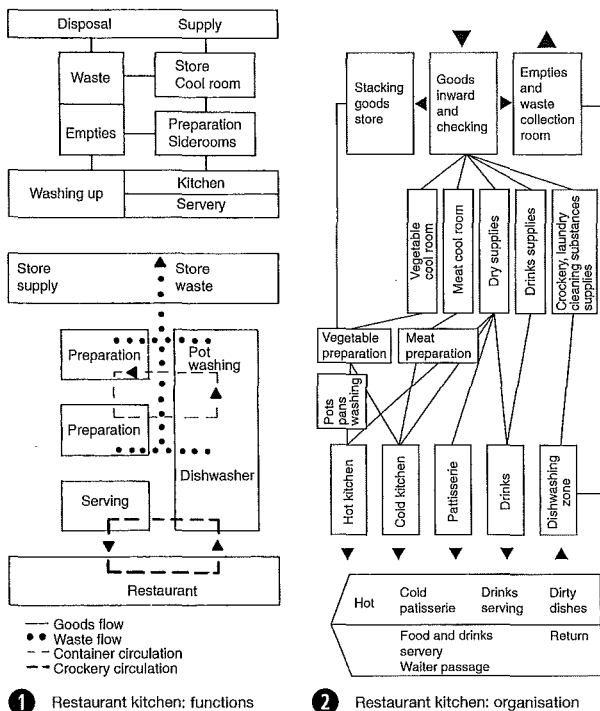 Disposal Supply
Waste
Store
Cool room
Empties
Preparation
Siderooms
Washing up
Kitchen
Servery
Store
supply
Store
waste
Preparation
Pot
washing
Preparation
Dishwasher
Serving
Restaurant
Goods flow
Waste flow
Container circulation
Crockery circulation
1 Restaurant kitchen: functions
Stacking
goods
store
Goods
inward
and
checking
Empties
and
waste
collection
room
Vegetable
cool room
Meat cool room
Dry supplies
Drinks supplies
Crockery, laundry
cleaning substances
supplies
Vegetable
preparation
Meat
preparation
Pots
pans
washing
Hot kitchen
Cold kitchen
Pattisserie
Drinks
Dishwashing
zone
Hot
Cold
patisserie
Drinks
serving
Dirty
dishes
Food and drinks
servery
Waiter passage
Return
2 Restaurant kitchen: organisation